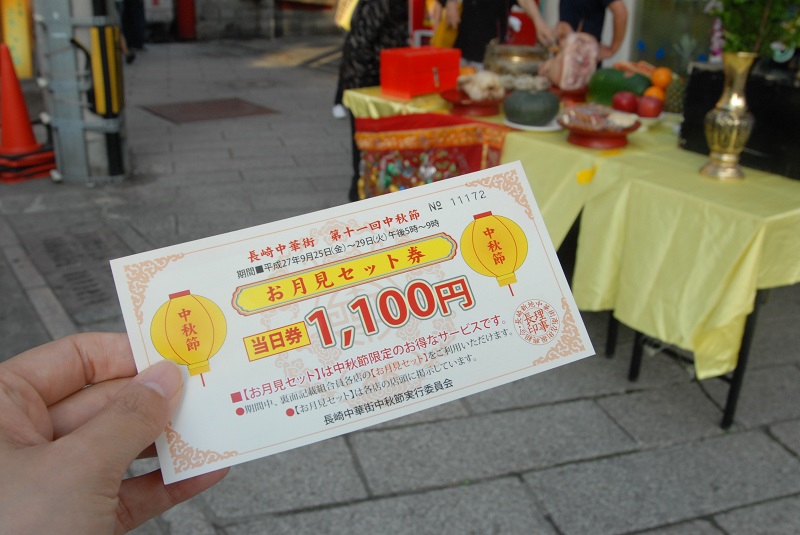 長崎中華街 第十一回中秋節
№ 11172
期間■平成27年9月25日(金)~29日(火)午後5時~9時
お月見セット券
中秋節
中秋節
当日券 1,100円
■【お月見セット】は中秋節限定のお得なサービスです。
●期間中、裏面記載組合員各店の【お月見セット】をご利用いただけます。
●【お月見セット】は各店の店頭に掲示しています。
長崎中華街中秋節実行委員会
理事長印